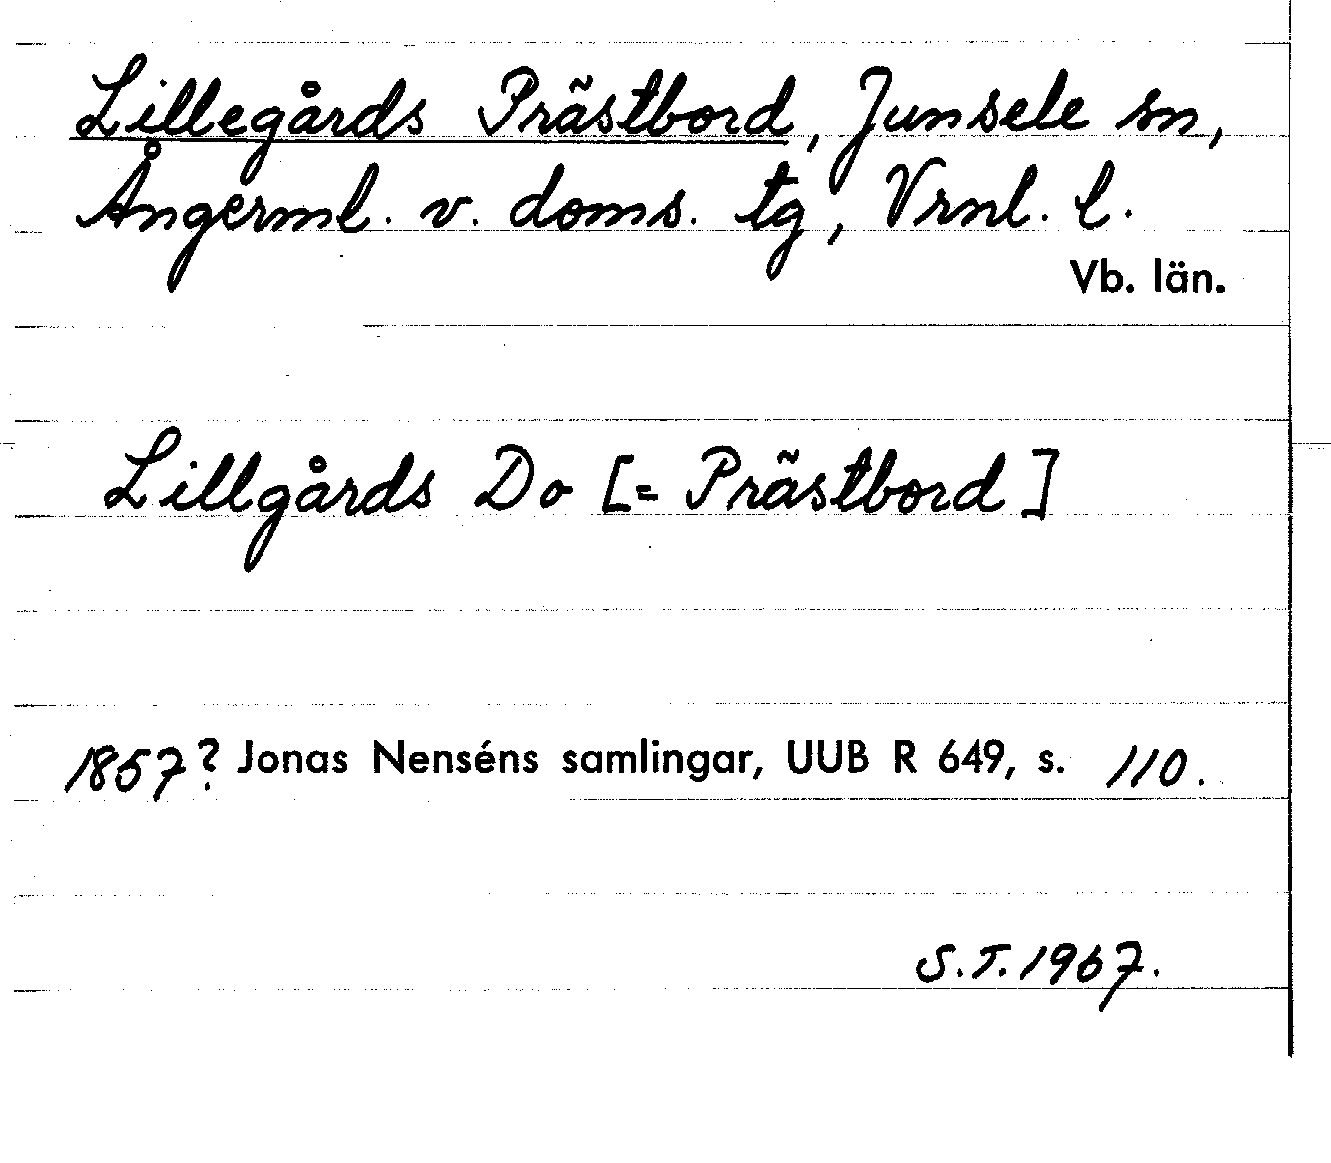 Lillegårds Prästbord, Junsele sn,
Ångerml. v. doms. tg, Vrnl. l.
Vb. län.
Lillgårds Do [= Prästbord]
1857? Jonas Nenséns samlingar, UUB R 649, s. 110.
S.T. 1967.